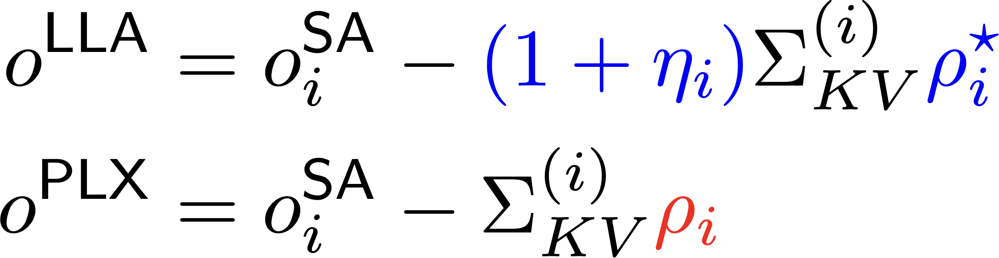 o^{LLA} = o_i^{SA} - (1 + η_i) Σ_{KV}^{(i)} ρ_i^⋆
o^{PLX} = o_i^{SA} - Σ_{KV}^{(i)} ρ_i